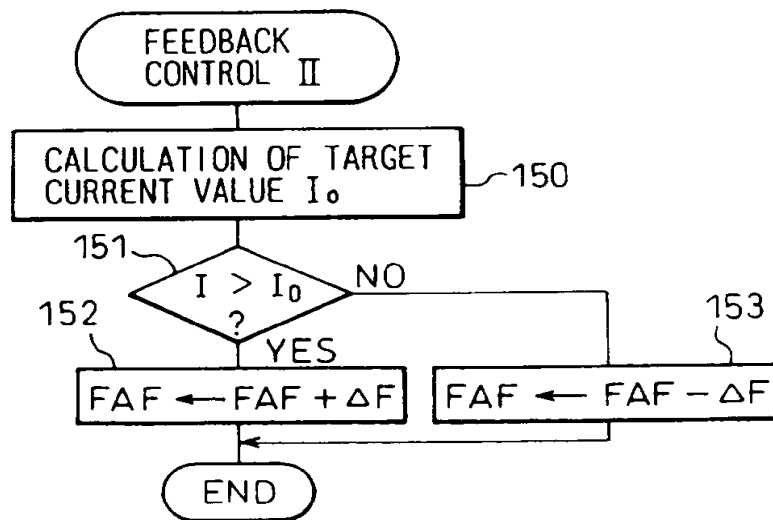 FEEDBACK
CONTROL II
CALCULATION OF TARGET
CURRENT VALUE I₀
150
151
I > I₀
?
NO
YES
152
FAF ← FAF + ΔF
153
FAF ← FAF − ΔF
END